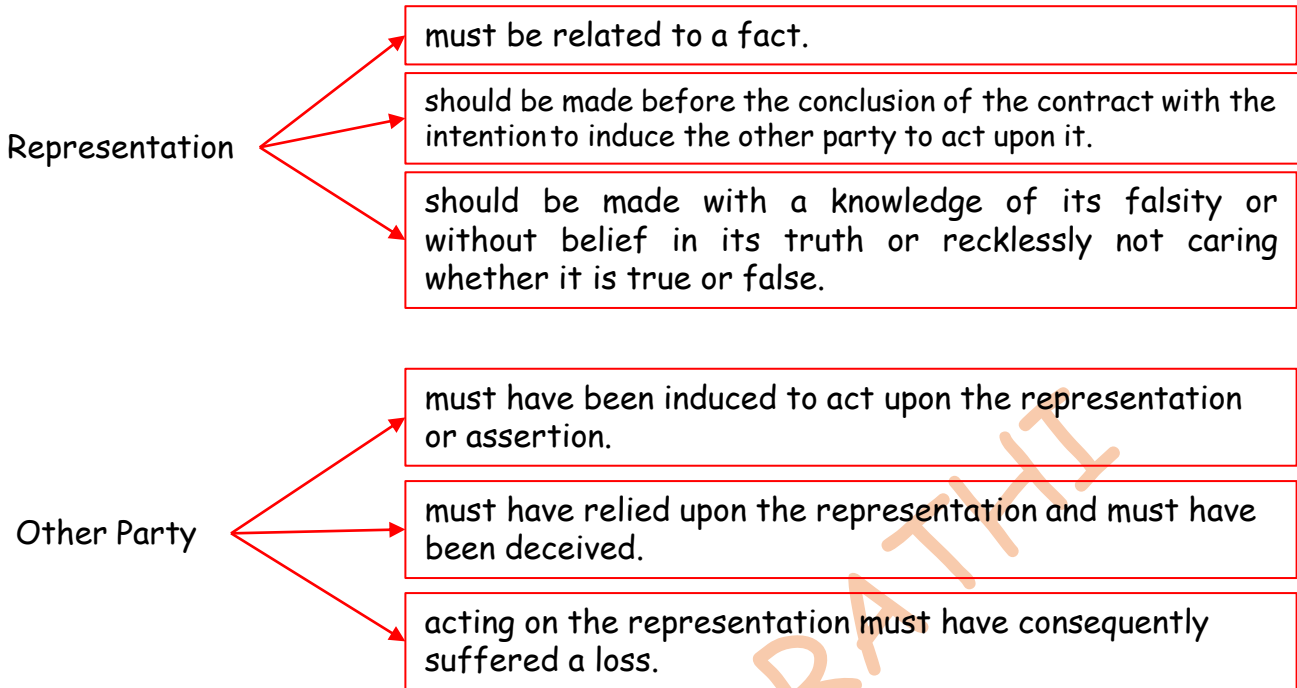 must be related to a fact.
should be made before the conclusion of the contract with the
intention to induce the other party to act upon it.
Representation
should be made with a knowledge of its falsity or
without belief in its truth or recklessly not caring
whether it is true or false.
must have been induced to act upon the representation
or assertion.
Other Party
must have relied upon the representation and must have
been deceived.
acting on the representation must have consequently
suffered a loss.
RATHI